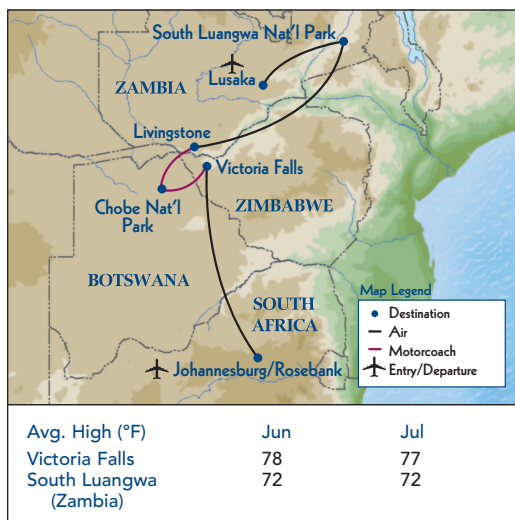 South Luangwa Nat'l Park
Lusaka
ZAMBIA
Livingstone
Victoria Falls
Chobe Nat'l
Park
ZIMBABWE
BOTSWANA
SOUTH
AFRICA
Johannesburg/Rosebank
Map Legend
Destination
Air
Motorcoach
Entry/Departure
Avg. High (°F) Jun Jul
Victoria Falls 78 77
South Luangwa 72 72
(Zambia)